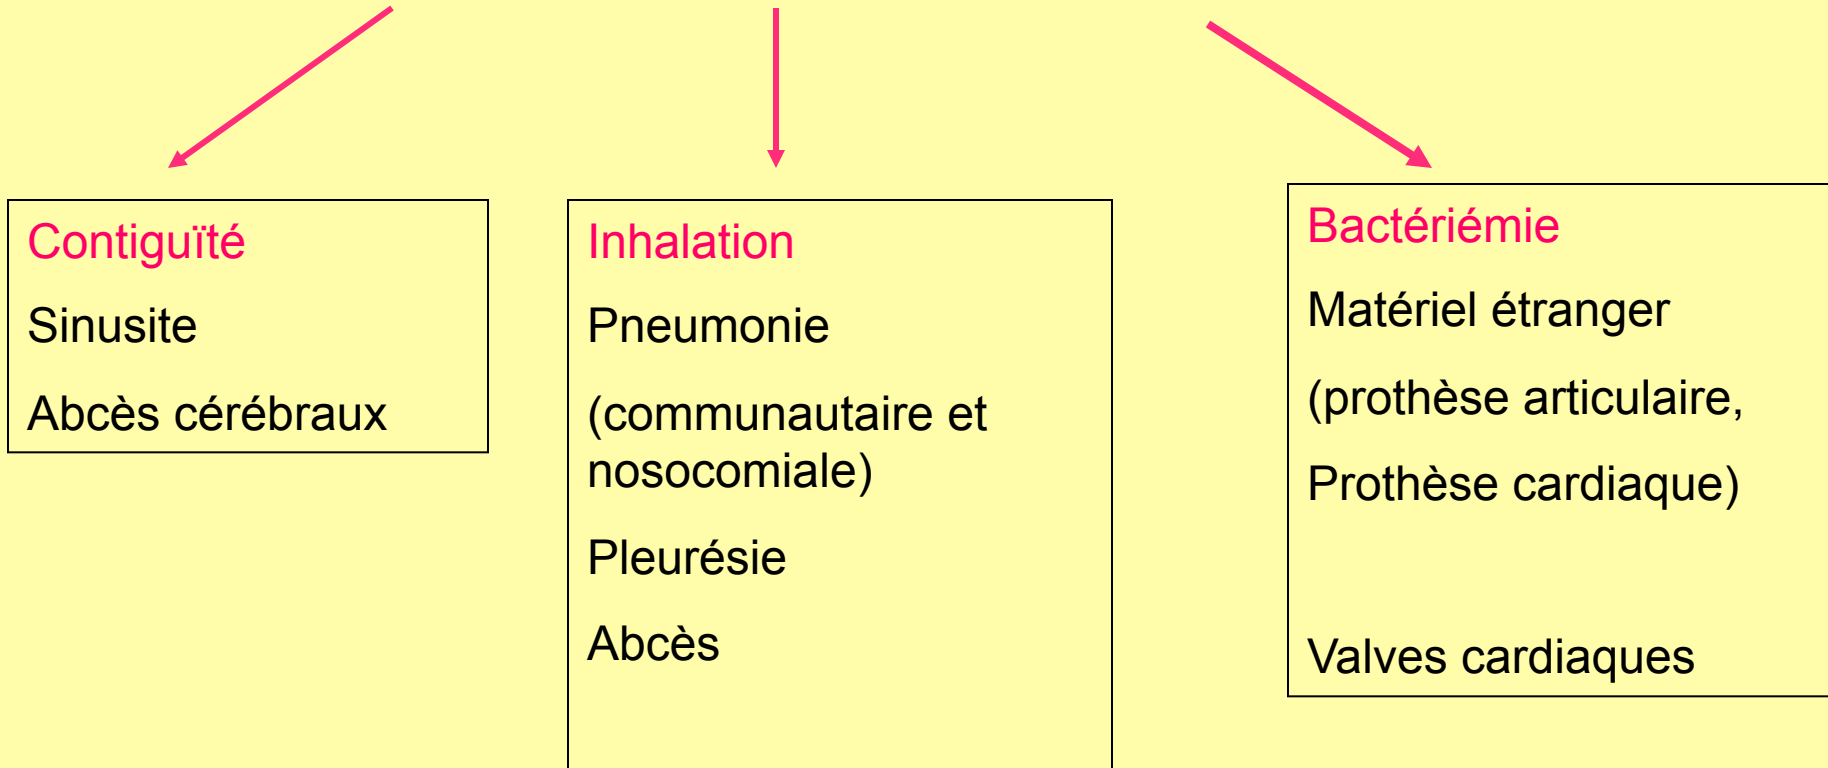 Contiguïté
Sinusite
Abcès cérébraux
Inhalation
Pneumonie
(communautaire et
nosocomiale)
Pleurésie
Abcès
Bactériémie
Matériel étranger
(prothèse articulaire,
Prothèse cardiaque)
Valves cardiaques